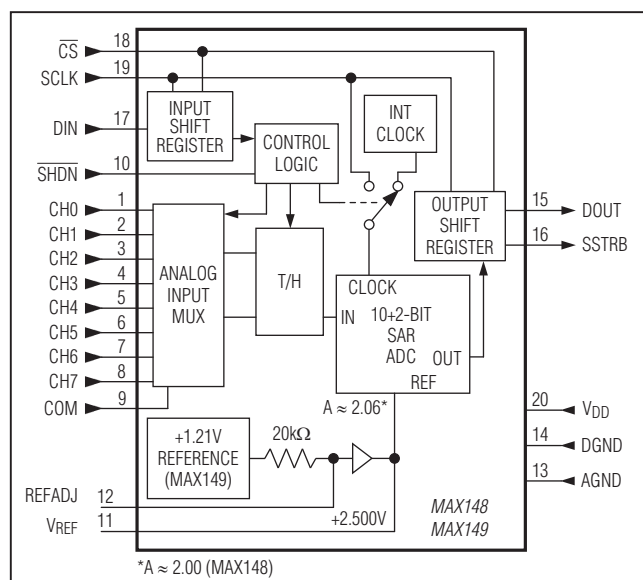 CS 18
SCLK 19
DIN 17
SHDN 10
CH0 1
CH1 2
CH2 3
CH3 4
CH4 5
CH5 6
CH6 7
CH7 8
COM 9
INPUT
SHIFT
REGISTER
CONTROL
LOGIC
INT
CLOCK
OUTPUT
SHIFT
REGISTER
15 DOUT
16 SSTRB
ANALOG
INPUT
MUX
T/H
CLOCK
IN
10+2-BIT
SAR
ADC
OUT
REF
A ≈ 2.06*
+1.21V
REFERENCE
(MAX149)
20kΩ
20 VDD
14 DGND
13 AGND
REFADJ 12
VREF 11
+2.500V
MAX148
MAX149
*A ≈ 2.00 (MAX148)